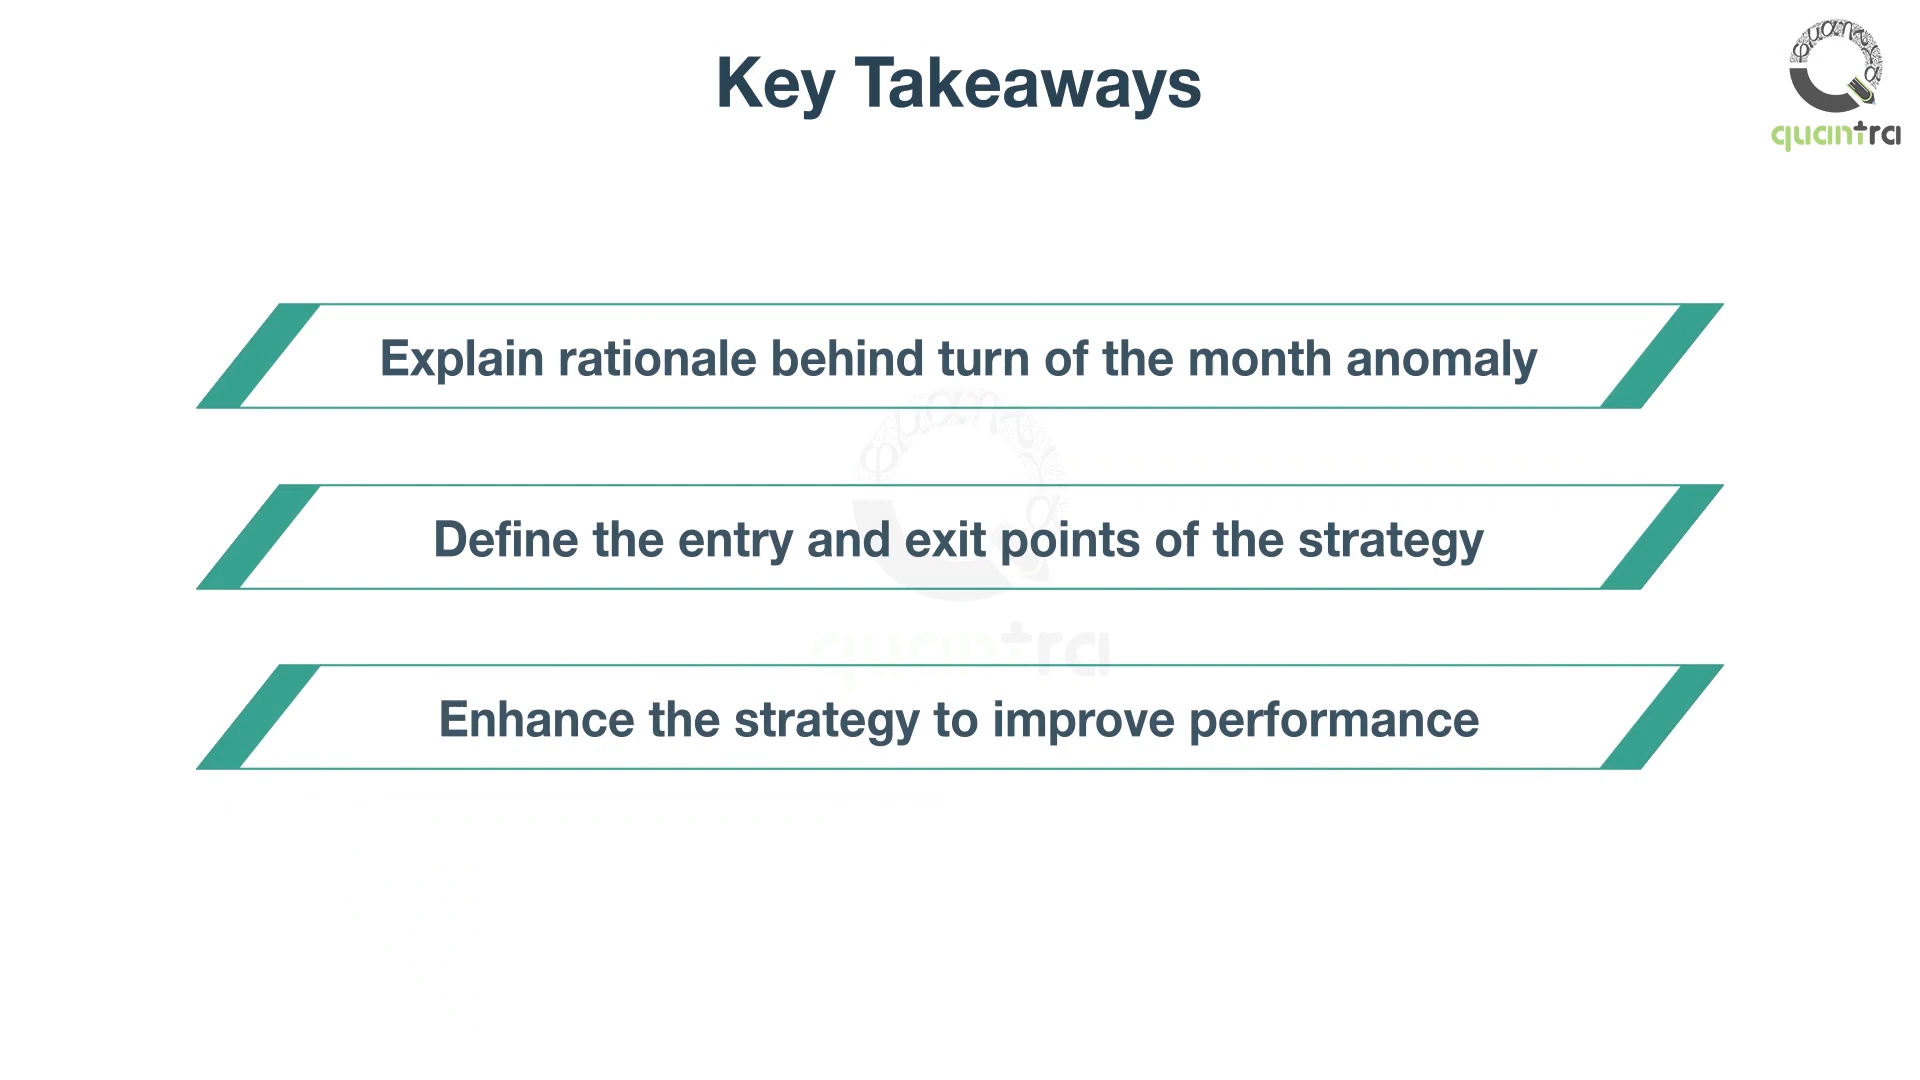 Key Takeaways
quantra
Explain rationale behind turn of the month anomaly
Define the entry and exit points of the strategy
quantra
Enhance the strategy to improve performance